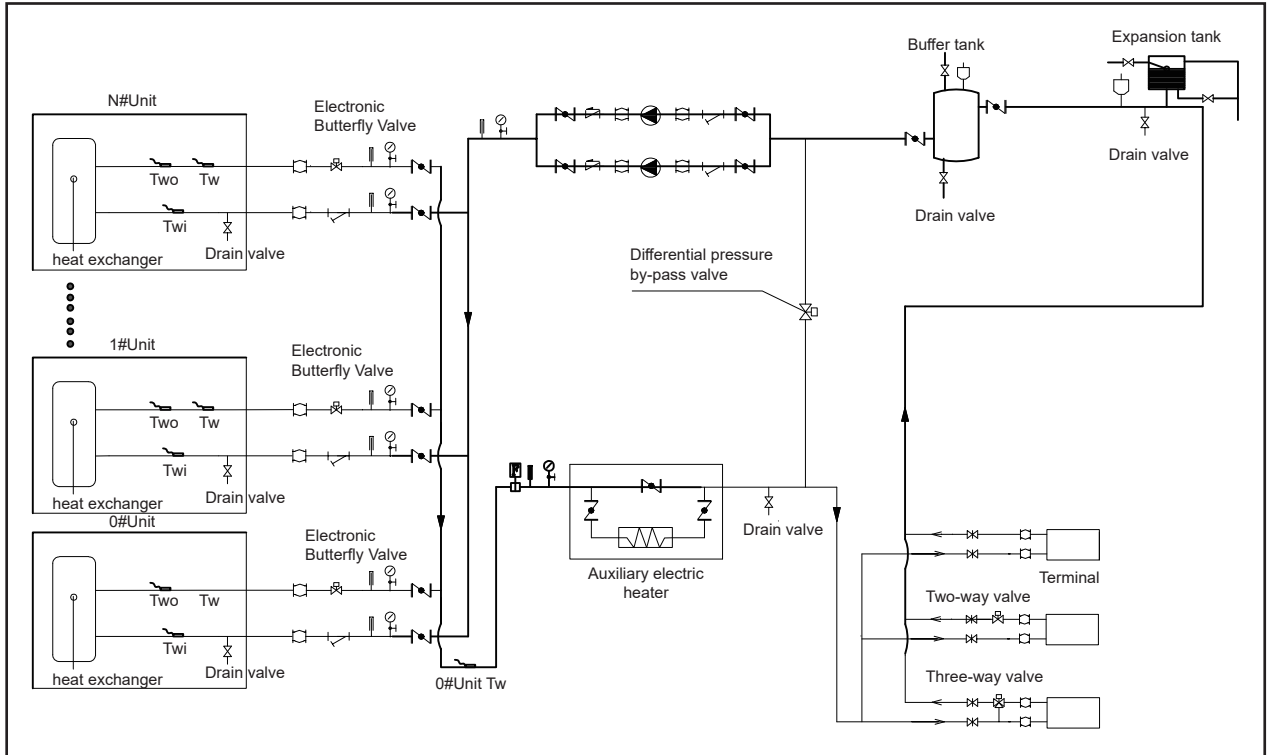 Expansion tank
Buffer tank
N#Unit
Electronic
Butterfly Valve
Two
Tw
Twi
Drain valve
heat exchanger
Drain valve
Drain valve
Differential pressure
by-pass valve
1#Unit
Electronic
Butterfly Valve
Two
Tw
Twi
Drain valve
heat exchanger
0#Unit
Electronic
Butterfly Valve
Two
Tw
Twi
Drain valve
heat exchanger
0#Unit Tw
Auxiliary electric
heater
Drain valve
Terminal
Two-way valve
Three-way valve